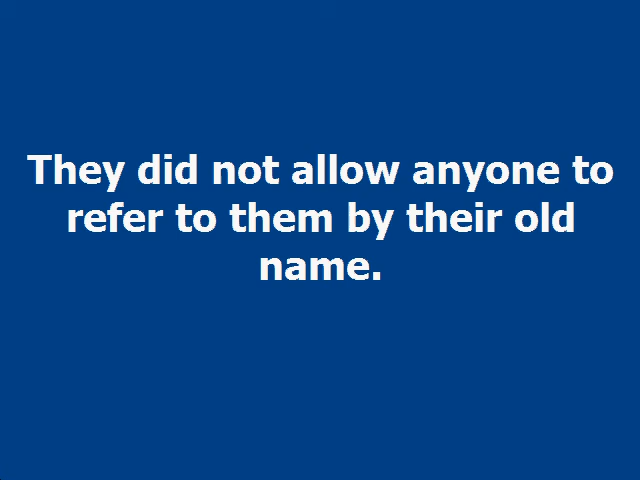 They did not allow anyone to
refer to them by their old
name.